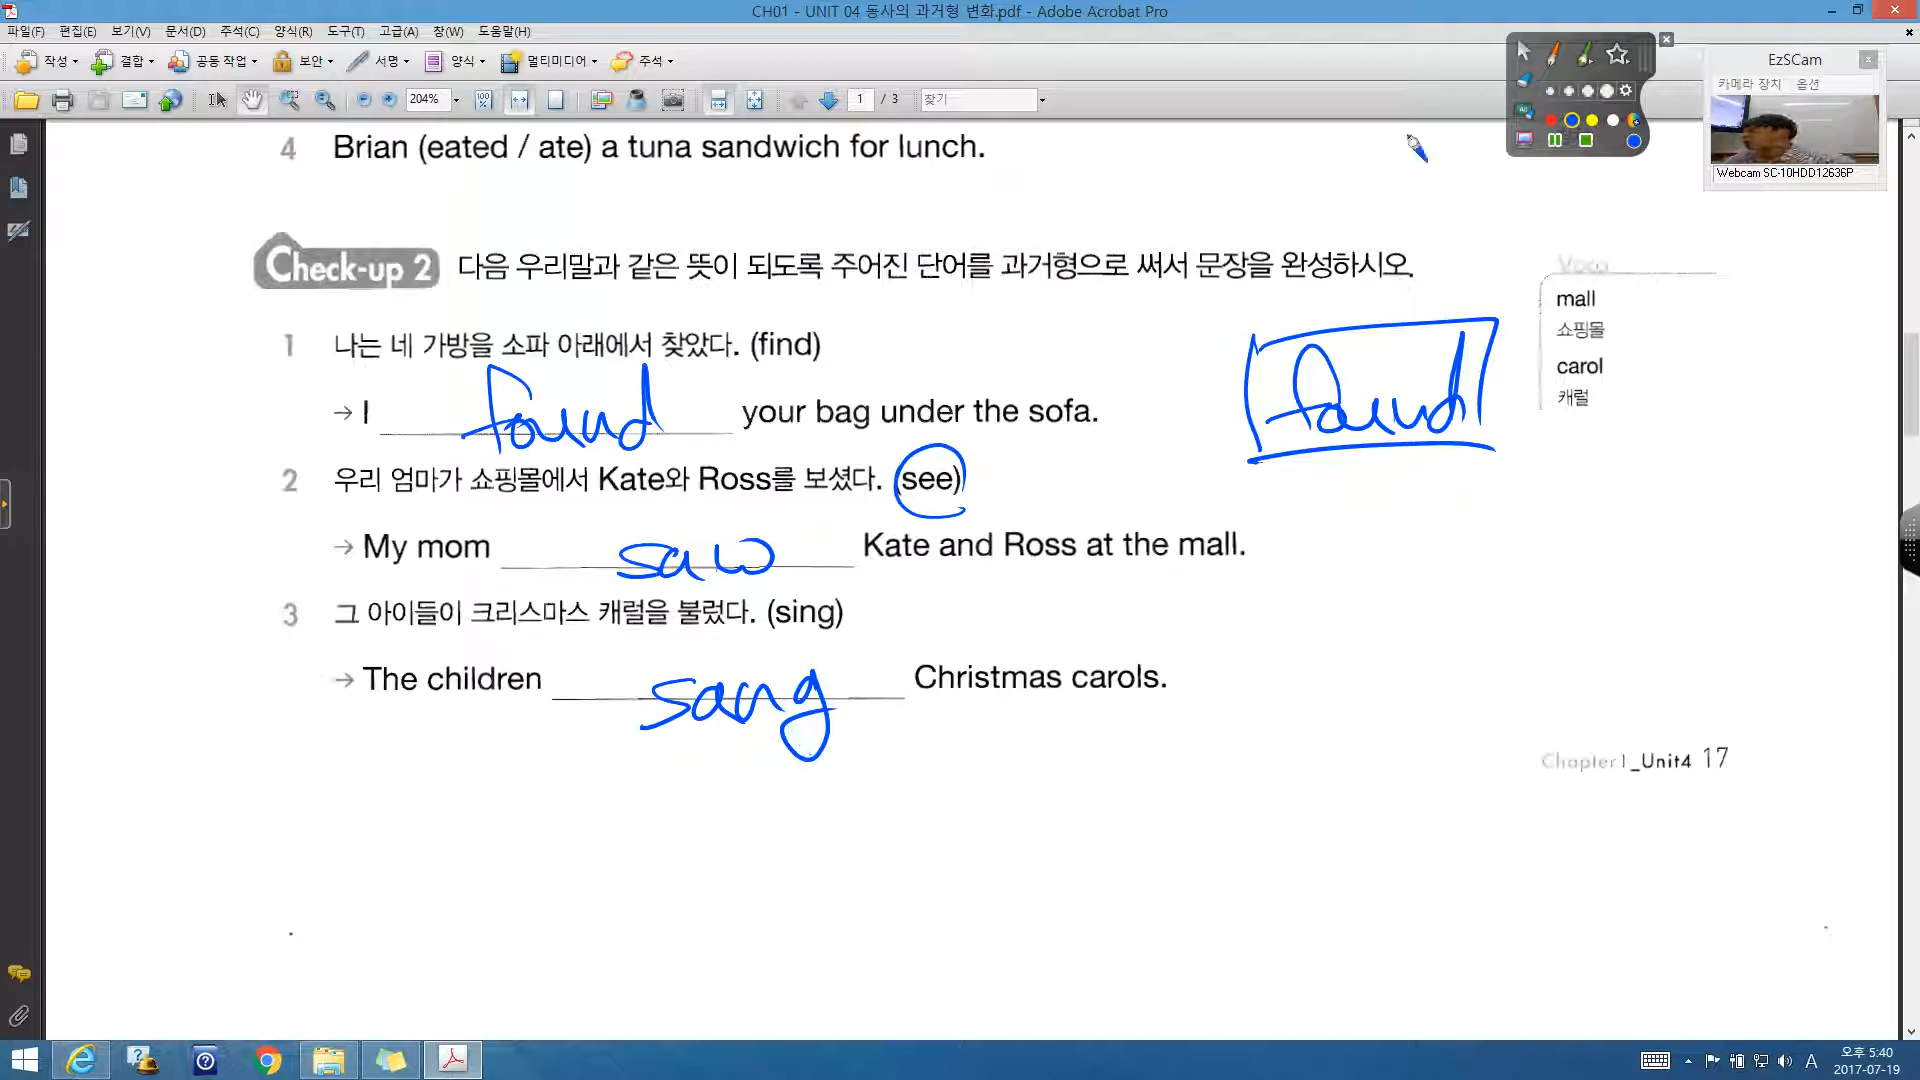 CH01 - UNIT 04 동사의 과거형 변화.pdf - Adobe Acrobat Pro
파일(F) 편집(E) 보기(V) 문서(D) 주석(C) 양식(R) 도구(T) 고급(A) 창(W) 도움말(H)
작성 결합 공동 작업 보안 서명 양식 멀티미디어 주석
204% 1 / 3 찾기
EzSCam
카메라 장치 옵션
Webcam SC-10HDD12636P
4 Brian (eated / ate) a tuna sandwich for lunch.
Check-up 2 다음 우리말과 같은 뜻이 되도록 주어진 단어를 과거형으로 써서 문장을 완성하시오.
Voca
mall
쇼핑몰
carol
캐럴
1 나는 네 가방을 소파 아래에서 찾았다. (find)
→ I found your bag under the sofa.
found
2 우리 엄마가 쇼핑몰에서 Kate와 Ross를 보셨다. (see)
→ My mom saw Kate and Ross at the mall.
3 그 아이들이 크리스마스 캐럴을 불렀다. (sing)
→ The children sang Christmas carols.
Chapter1_Unit4 17
A 오후 5:40
2017-07-19